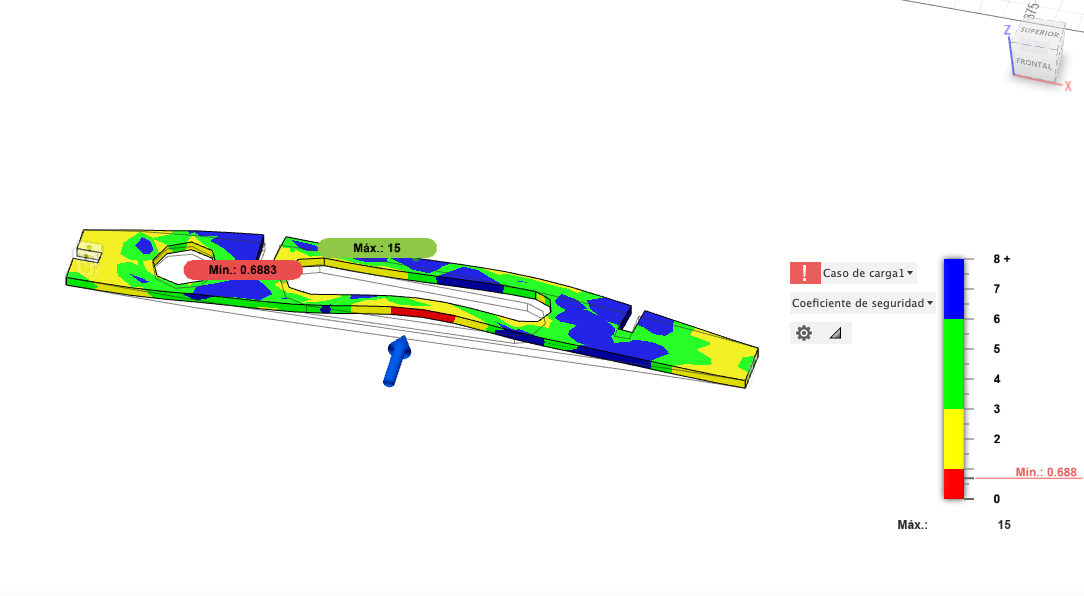 375
Z
SUPERIOR
FRONTAL
X
Máx.: 15
Mín.: 0.6883
Caso de carga1
Coeficiente de seguridad
8 +
7
6
5
4
3
2
Mín.: 0.688
0
Máx.: 15